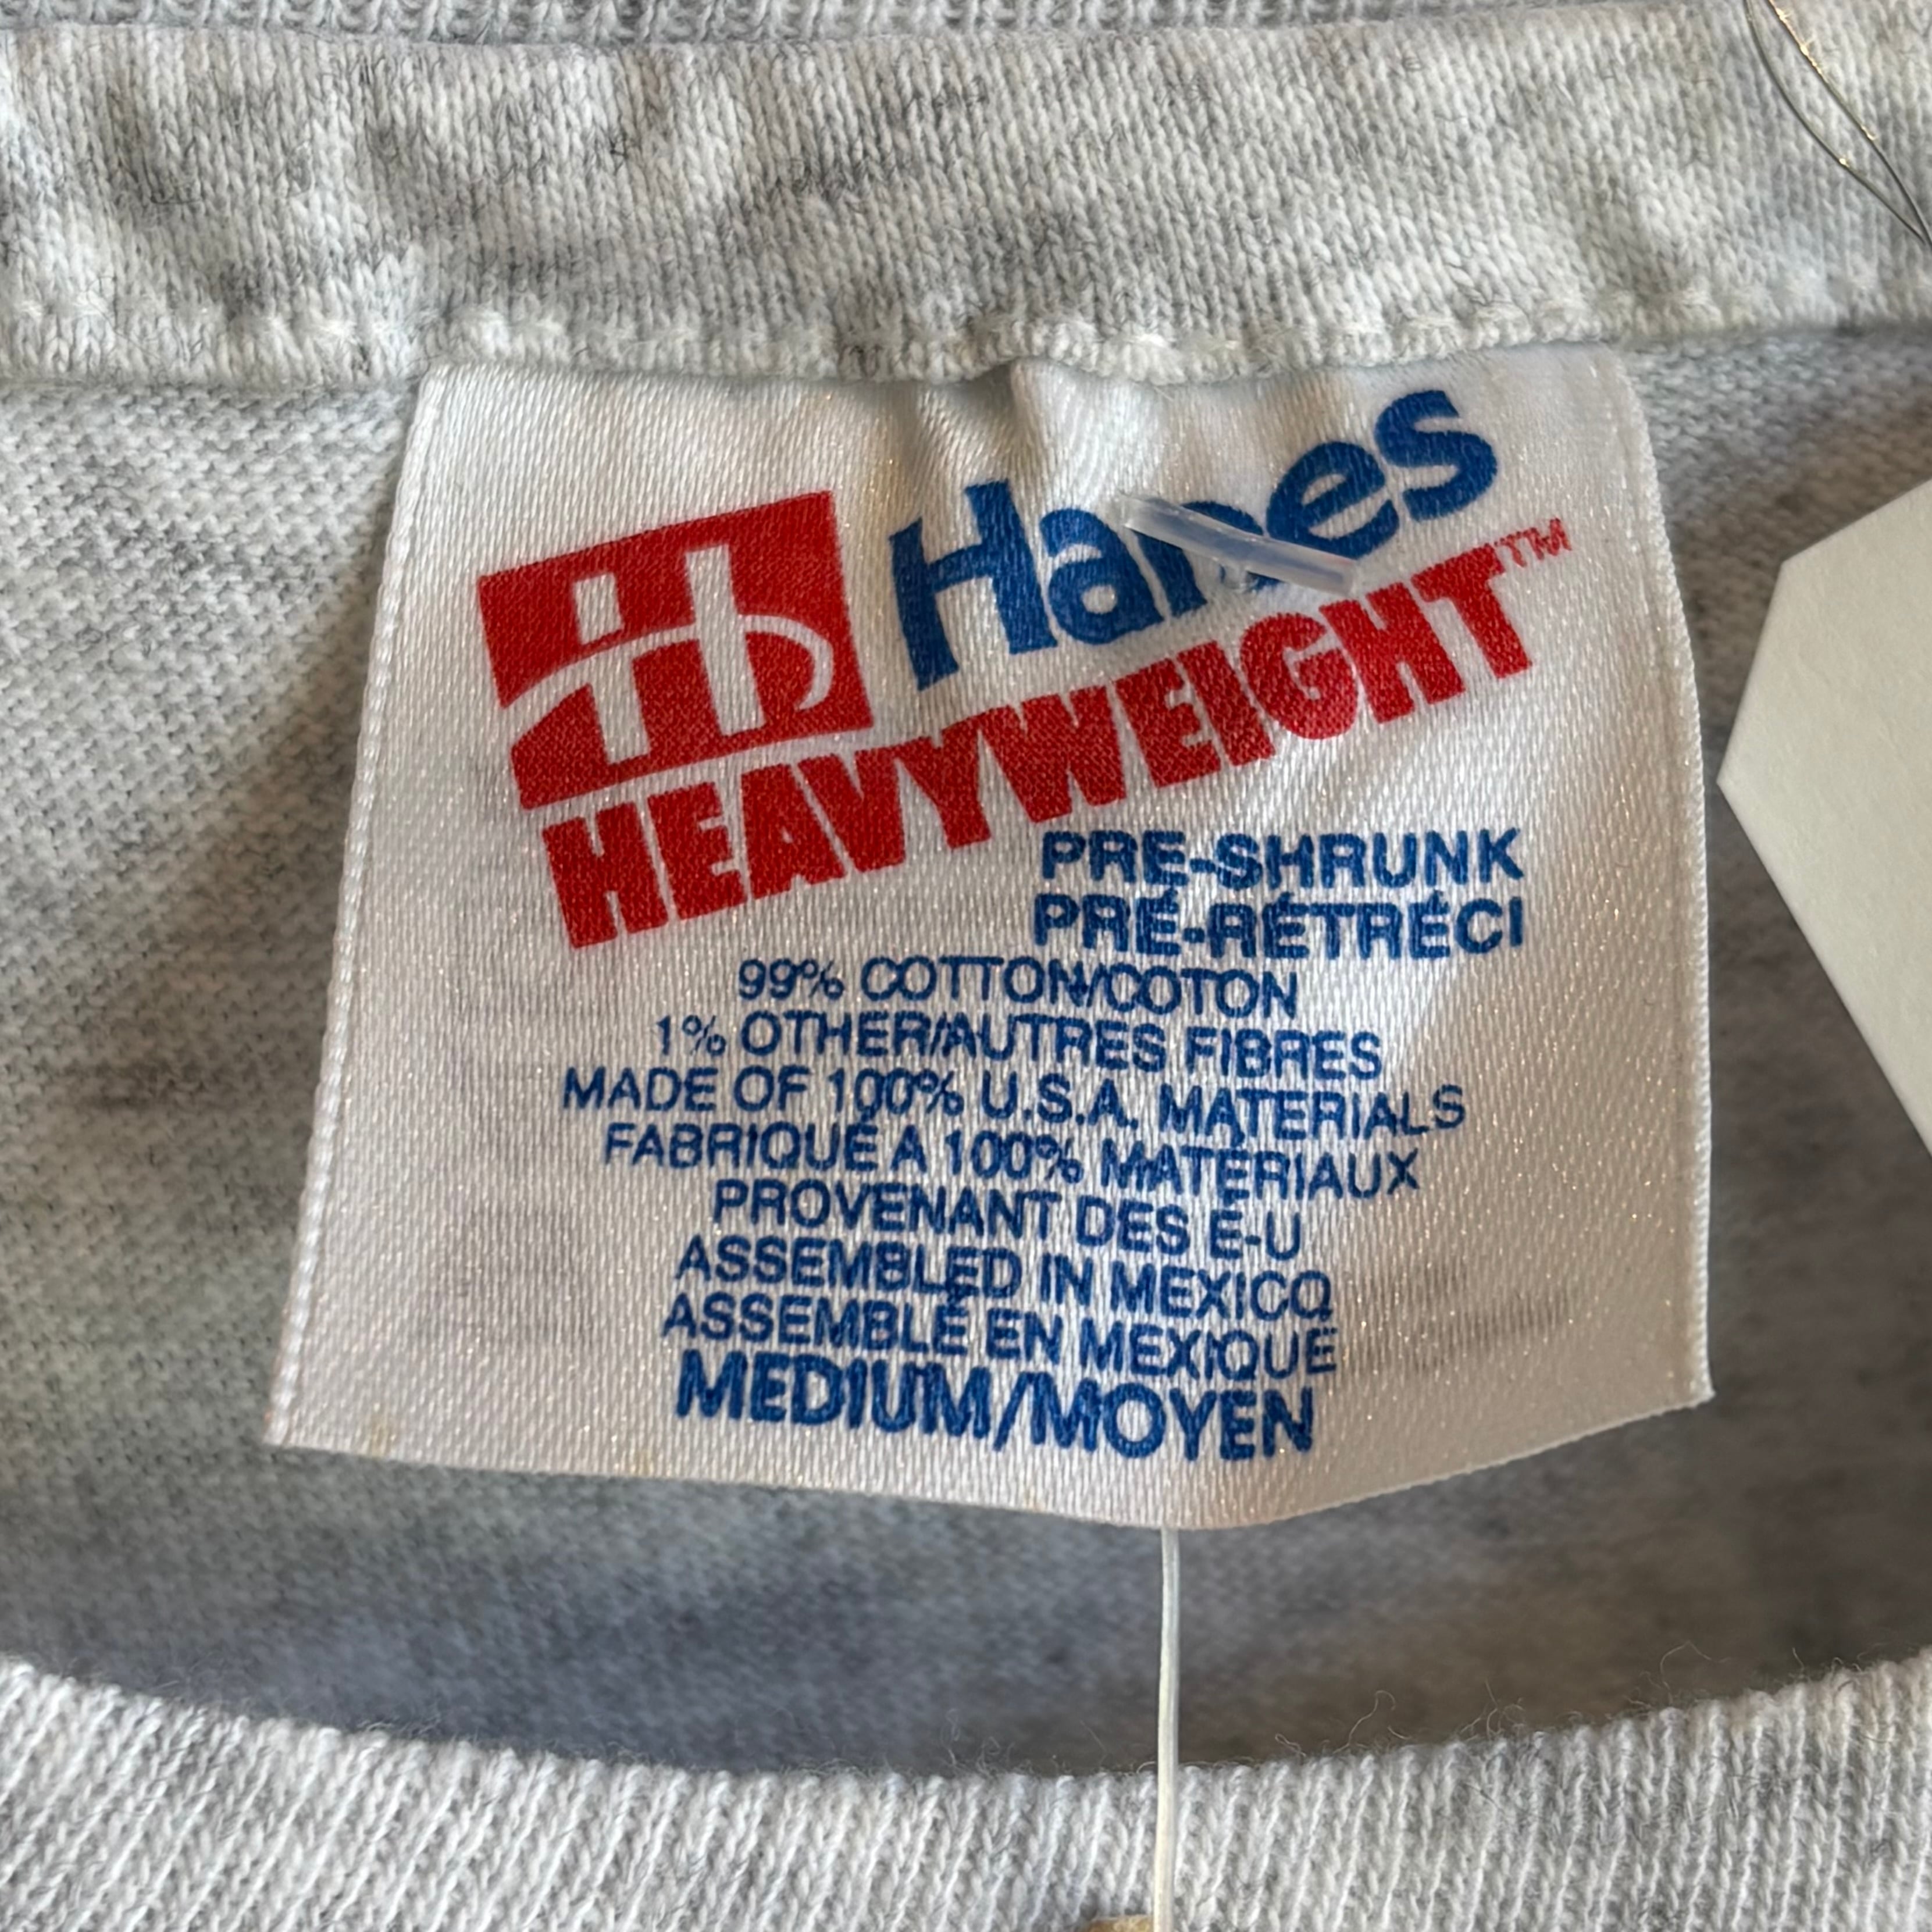 Hanes
HEAVYWEIGHT™
PRE-SHRUNK
PRÉ-RÉTRÉCI
99% COTTON/COTON
1% OTHER/AUTRES FIBRES
MADE OF 100% U.S.A. MATERIALS
FABRIQUÉ A 100% MATÉRIAUX
PROVENANT DES É-U
ASSEMBLED IN MEXICO
ASSEMBLÉ EN MEXIQUE
MEDIUM/MOYEN